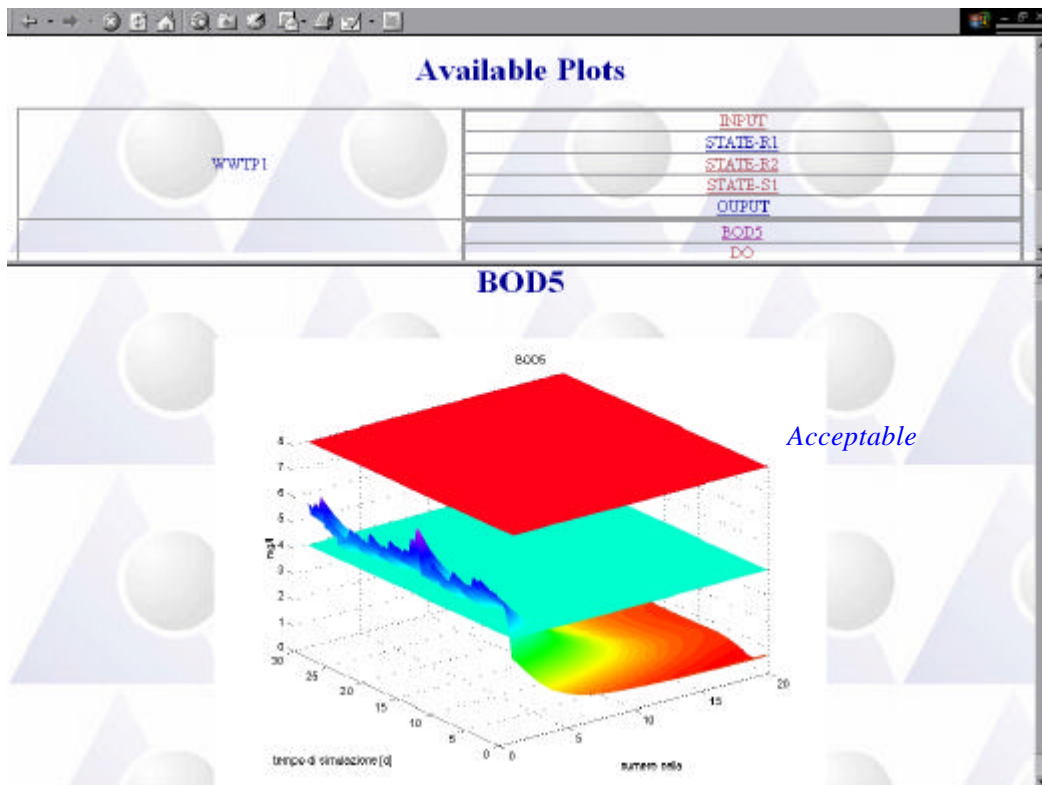 Available Plots
WWTP1
INPUT
STATE-R1
STATE-R2
STATE-S1
OUPUT
BOD5
DO
BOD5
BOD5
Acceptable
8
7
6
5
4
3
2
1
0
mg/l
30
25
20
15
10
5
0
0
5
10
15
20
tempo di simulazione [d]
numero cella